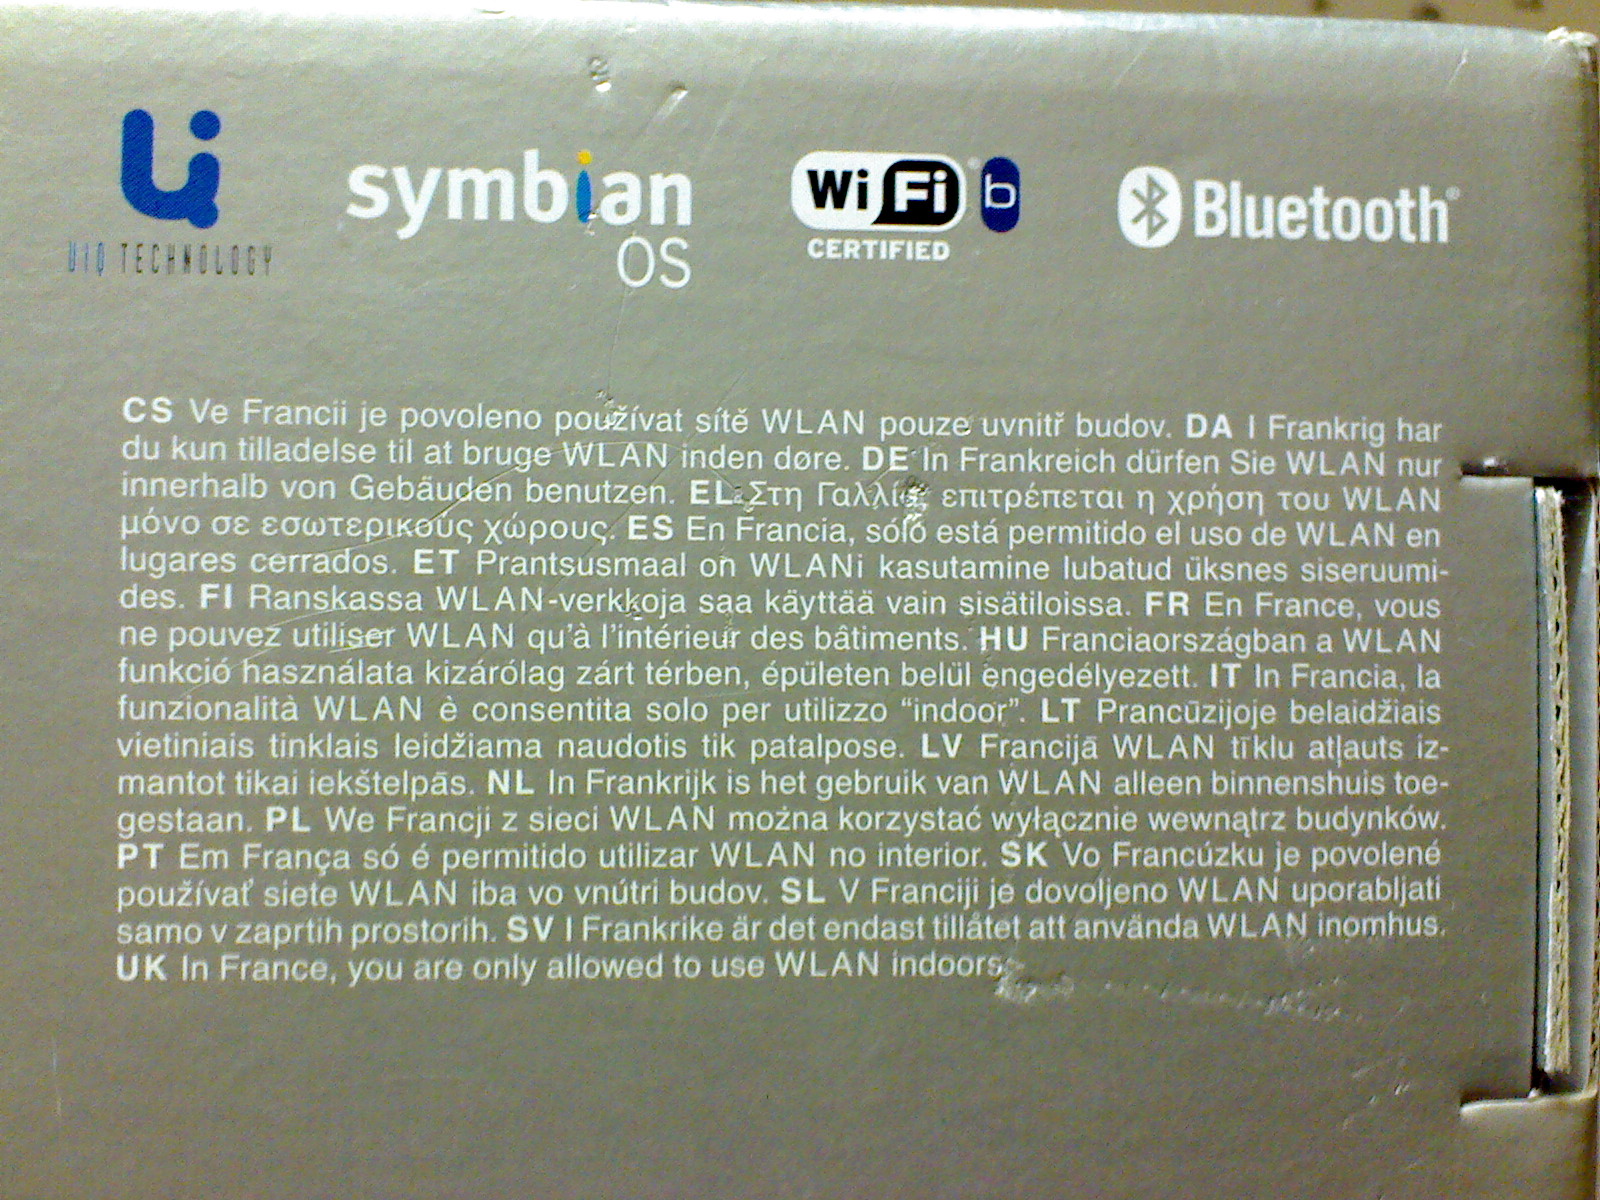 UIQ TECHNOLOGY
symbian
OS
Wi Fi ® b
CERTIFIED
Bluetooth®
CS Ve Francii je povoleno používat sítě WLAN pouze uvnitř budov. DA I Frankrig har
du kun tilladelse til at bruge WLAN inden døre. DE In Frankreich dürfen Sie WLAN nur
innerhalb von Gebäuden benutzen. EL Στη Γαλλία, επιτρέπεται η χρήση του WLAN
μόνο σε εσωτερικούς χώρους. ES En Francia, sólo está permitido el uso de WLAN en
lugares cerrados. ET Prantsusmaal on WLANi kasutamine lubatud üksnes siseruumi-
des. FI Ranskassa WLAN-verkkoja saa käyttää vain sisätiloissa. FR En France, vous
ne pouvez utiliser WLAN qu'à l'intérieur des bâtiments. HU Franciaországban a WLAN
funkció használata kizárólag zárt térben, épületen belül engedélyezett. IT In Francia, la
funzionalità WLAN è consentita solo per utilizzo “indoor”. LT Prancūzijoje belaidžiais
vietiniais tinklais leidžiama naudotis tik patalpose. LV Francijā WLAN tīklu atļauts iz-
mantot tikai iekštelpās. NL In Frankrijk is het gebruik van WLAN alleen binnenshuis toe-
gestaan. PL We Francji z sieci WLAN można korzystać wyłącznie wewnątrz budynków.
PT Em França só é permitido utilizar WLAN no interior. SK Vo Francúzku je povolené
používať siete WLAN iba vo vnútri budov. SL V Franciji je dovoljeno WLAN uporabljati
samo v zaprtih prostorih. SV I Frankrike är det endast tillåtet att använda WLAN inomhus.
UK In France, you are only allowed to use WLAN indoors.